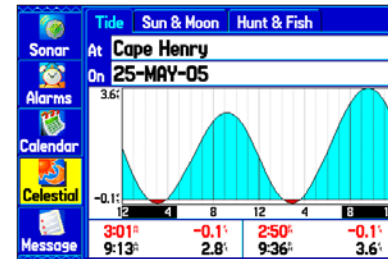 Tide Sun & Moon Hunt & Fish
Sonar
At Cape Henry
On 25-MAY-05
Alarms
3.6
Calendar
Celestial
-0.1
12 4 8 12 4 8 1
Message
3:01 -0.1 2:50 -0.1
9:13 2.8 9:36 3.6